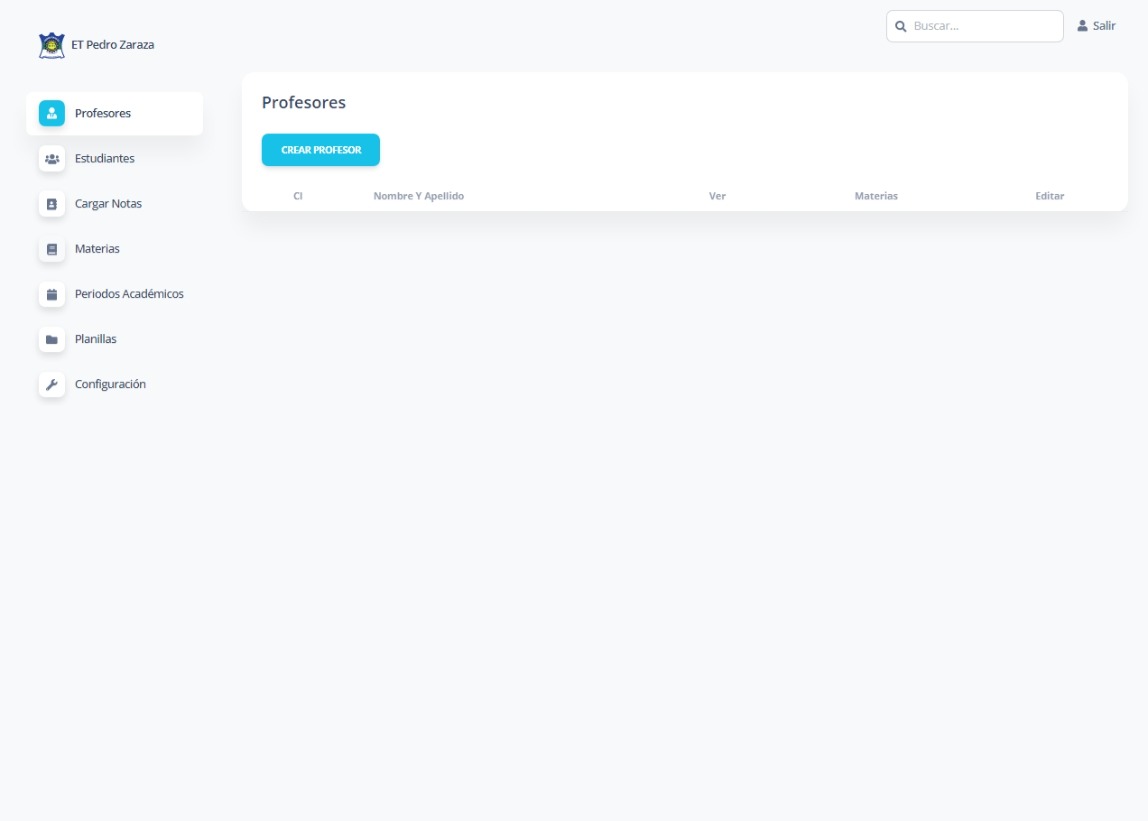 ET Pedro Zaraza
Buscar...
Salir
Profesores
Estudiantes
Cargar Notas
Materias
Periodos Académicos
Planillas
Configuración
Profesores
CREAR PROFESOR
CI Nombre Y Apellido Ver Materias Editar